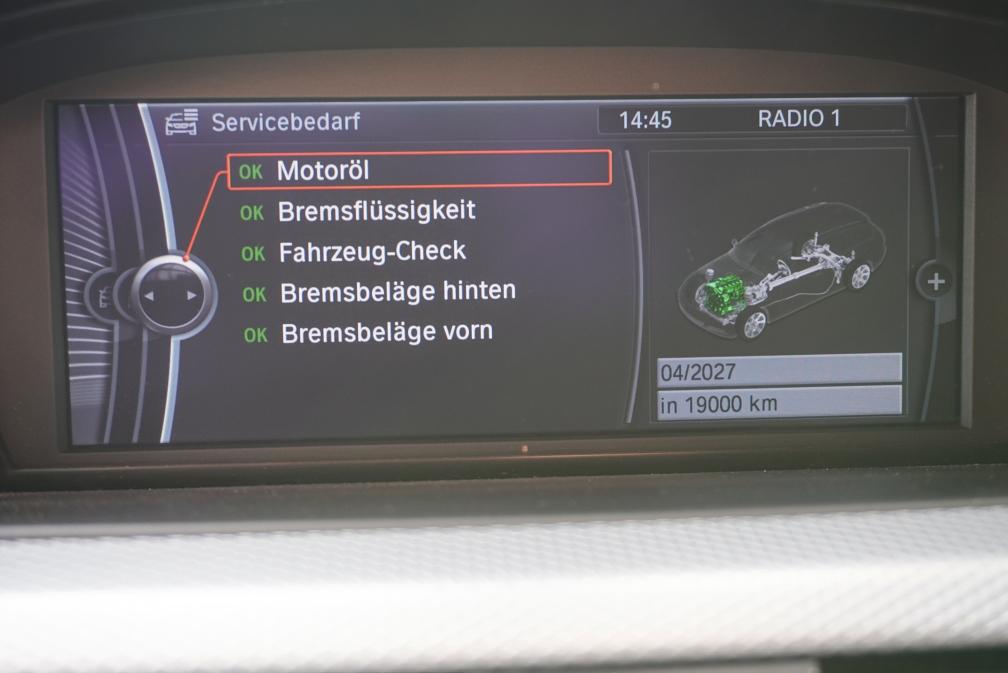 Servicebedarf
14:45
RADIO 1
OK Motoröl
OK Bremsflüssigkeit
OK Fahrzeug-Check
OK Bremsbeläge hinten
OK Bremsbeläge vorn
04/2027
in 19000 km
+